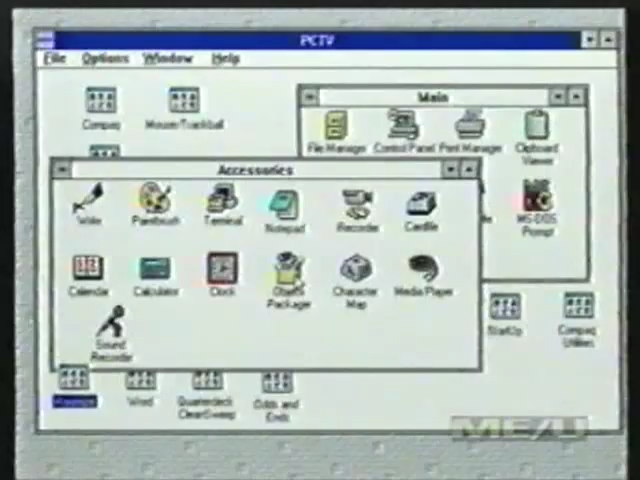 PCTV
File Options Window Help
Compaq Mouse/Trackball
Main
File Manager Control Panel Print Manager Clipboard Viewer
MS-DOS Prompt
Accessories
Write Paintbrush Terminal Notepad Recorder Cardfile
Calendar Calculator Clock Object Packager Character Map Media Player
Sound Recorder
StartUp Compaq Utilities
Word Quarterdeck CleanSweep Odds and Ends